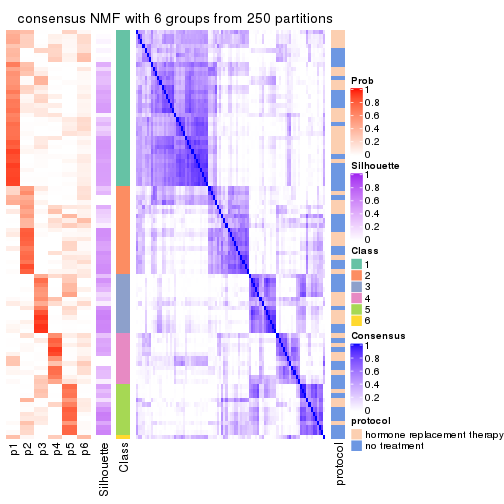 consensus NMF with 6 groups from 250 partitions
Prob
1
0.8
0.6
0.4
0.2
0
Silhouette
1
0.8
0.6
0.4
0.2
0
Class
1
2
3
4
5
6
Consensus
1
0.8
0.6
0.4
0.2
0
protocol
hormone replacement therapy
no treatment
p1
p2
p3
p4
p5
p6
Silhouette
Class
protocol